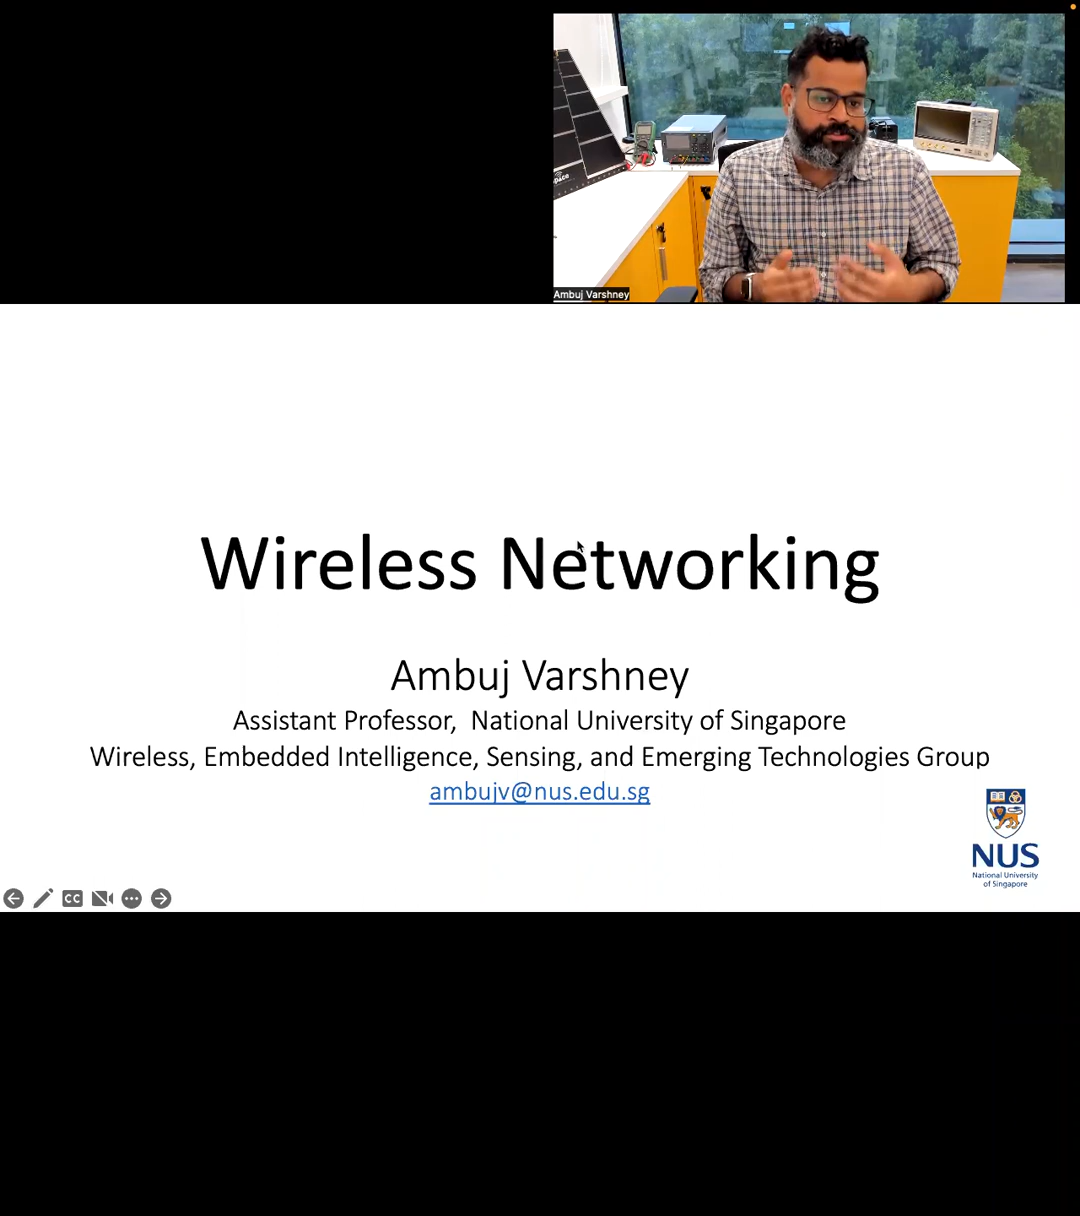 Ambuj Varshney
Wireless Networking
Ambuj Varshney
Assistant Professor, National University of Singapore
Wireless, Embedded Intelligence, Sensing, and Emerging Technologies Group
ambujv@nus.edu.sg
NUS
National University
of Singapore
CC